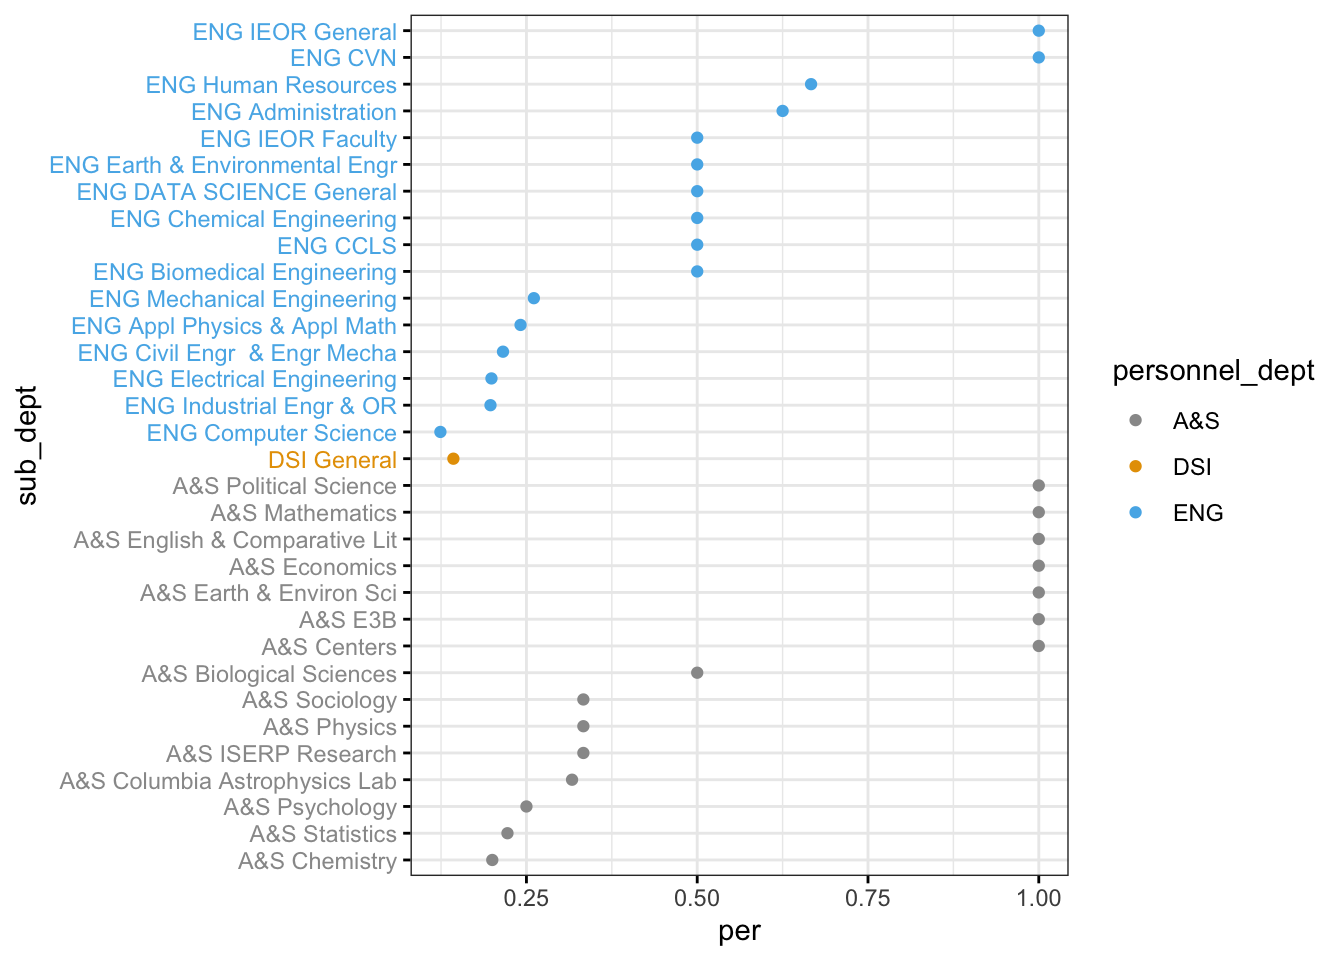 ENG IEOR General
ENG CVN
ENG Human Resources
ENG Administration
ENG IEOR Faculty
ENG Earth & Environmental Engr
ENG DATA SCIENCE General
ENG Chemical Engineering
ENG CCLS
ENG Biomedical Engineering
ENG Mechanical Engineering
ENG Appl Physics & Appl Math
ENG Civil Engr  & Engr Mecha
ENG Electrical Engineering
ENG Industrial Engr & OR
ENG Computer Science
DSI General
A&S Political Science
A&S Mathematics
A&S English & Comparative Lit
A&S Economics
A&S Earth & Environ Sci
A&S E3B
A&S Centers
A&S Biological Sciences
A&S Sociology
A&S Physics
A&S ISERP Research
A&S Columbia Astrophysics Lab
A&S Psychology
A&S Statistics
A&S Chemistry
sub_dept
0.25 0.50 0.75 1.00
per
personnel_dept
A&S
DSI
ENG